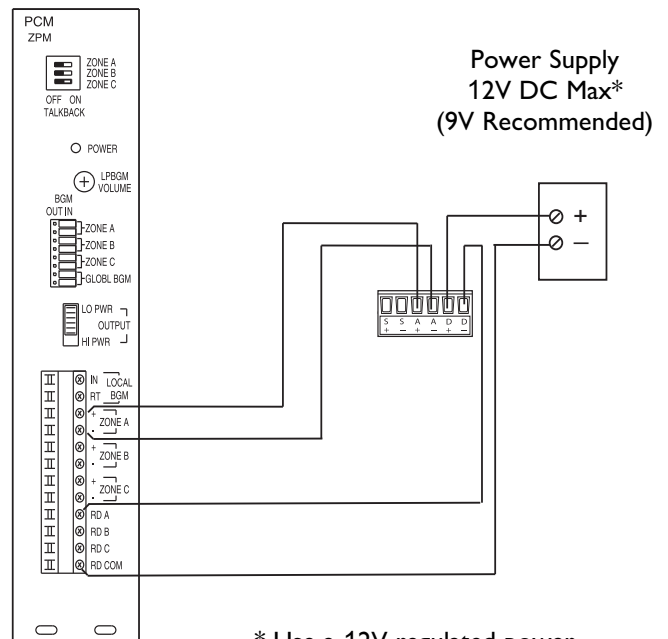 PCM
ZPM
ZONE A
ZONE B
ZONE C
OFF ON
TALKBACK
POWER
LPBGM
VOLUME
BGM
OUT IN
ZONE A
ZONE B
ZONE C
GLOBL BGM
LO PWR
OUTPUT
HI PWR
IN LOCAL
RT BGM
+
ZONE A
-
+
ZONE B
-
+
ZONE C
-
RD A
RD B
RD C
RD COM
Power Supply
12V DC Max*
(9V Recommended)
+
–
S S A A D D
+ – + – + –
* Use a 12V regulated power